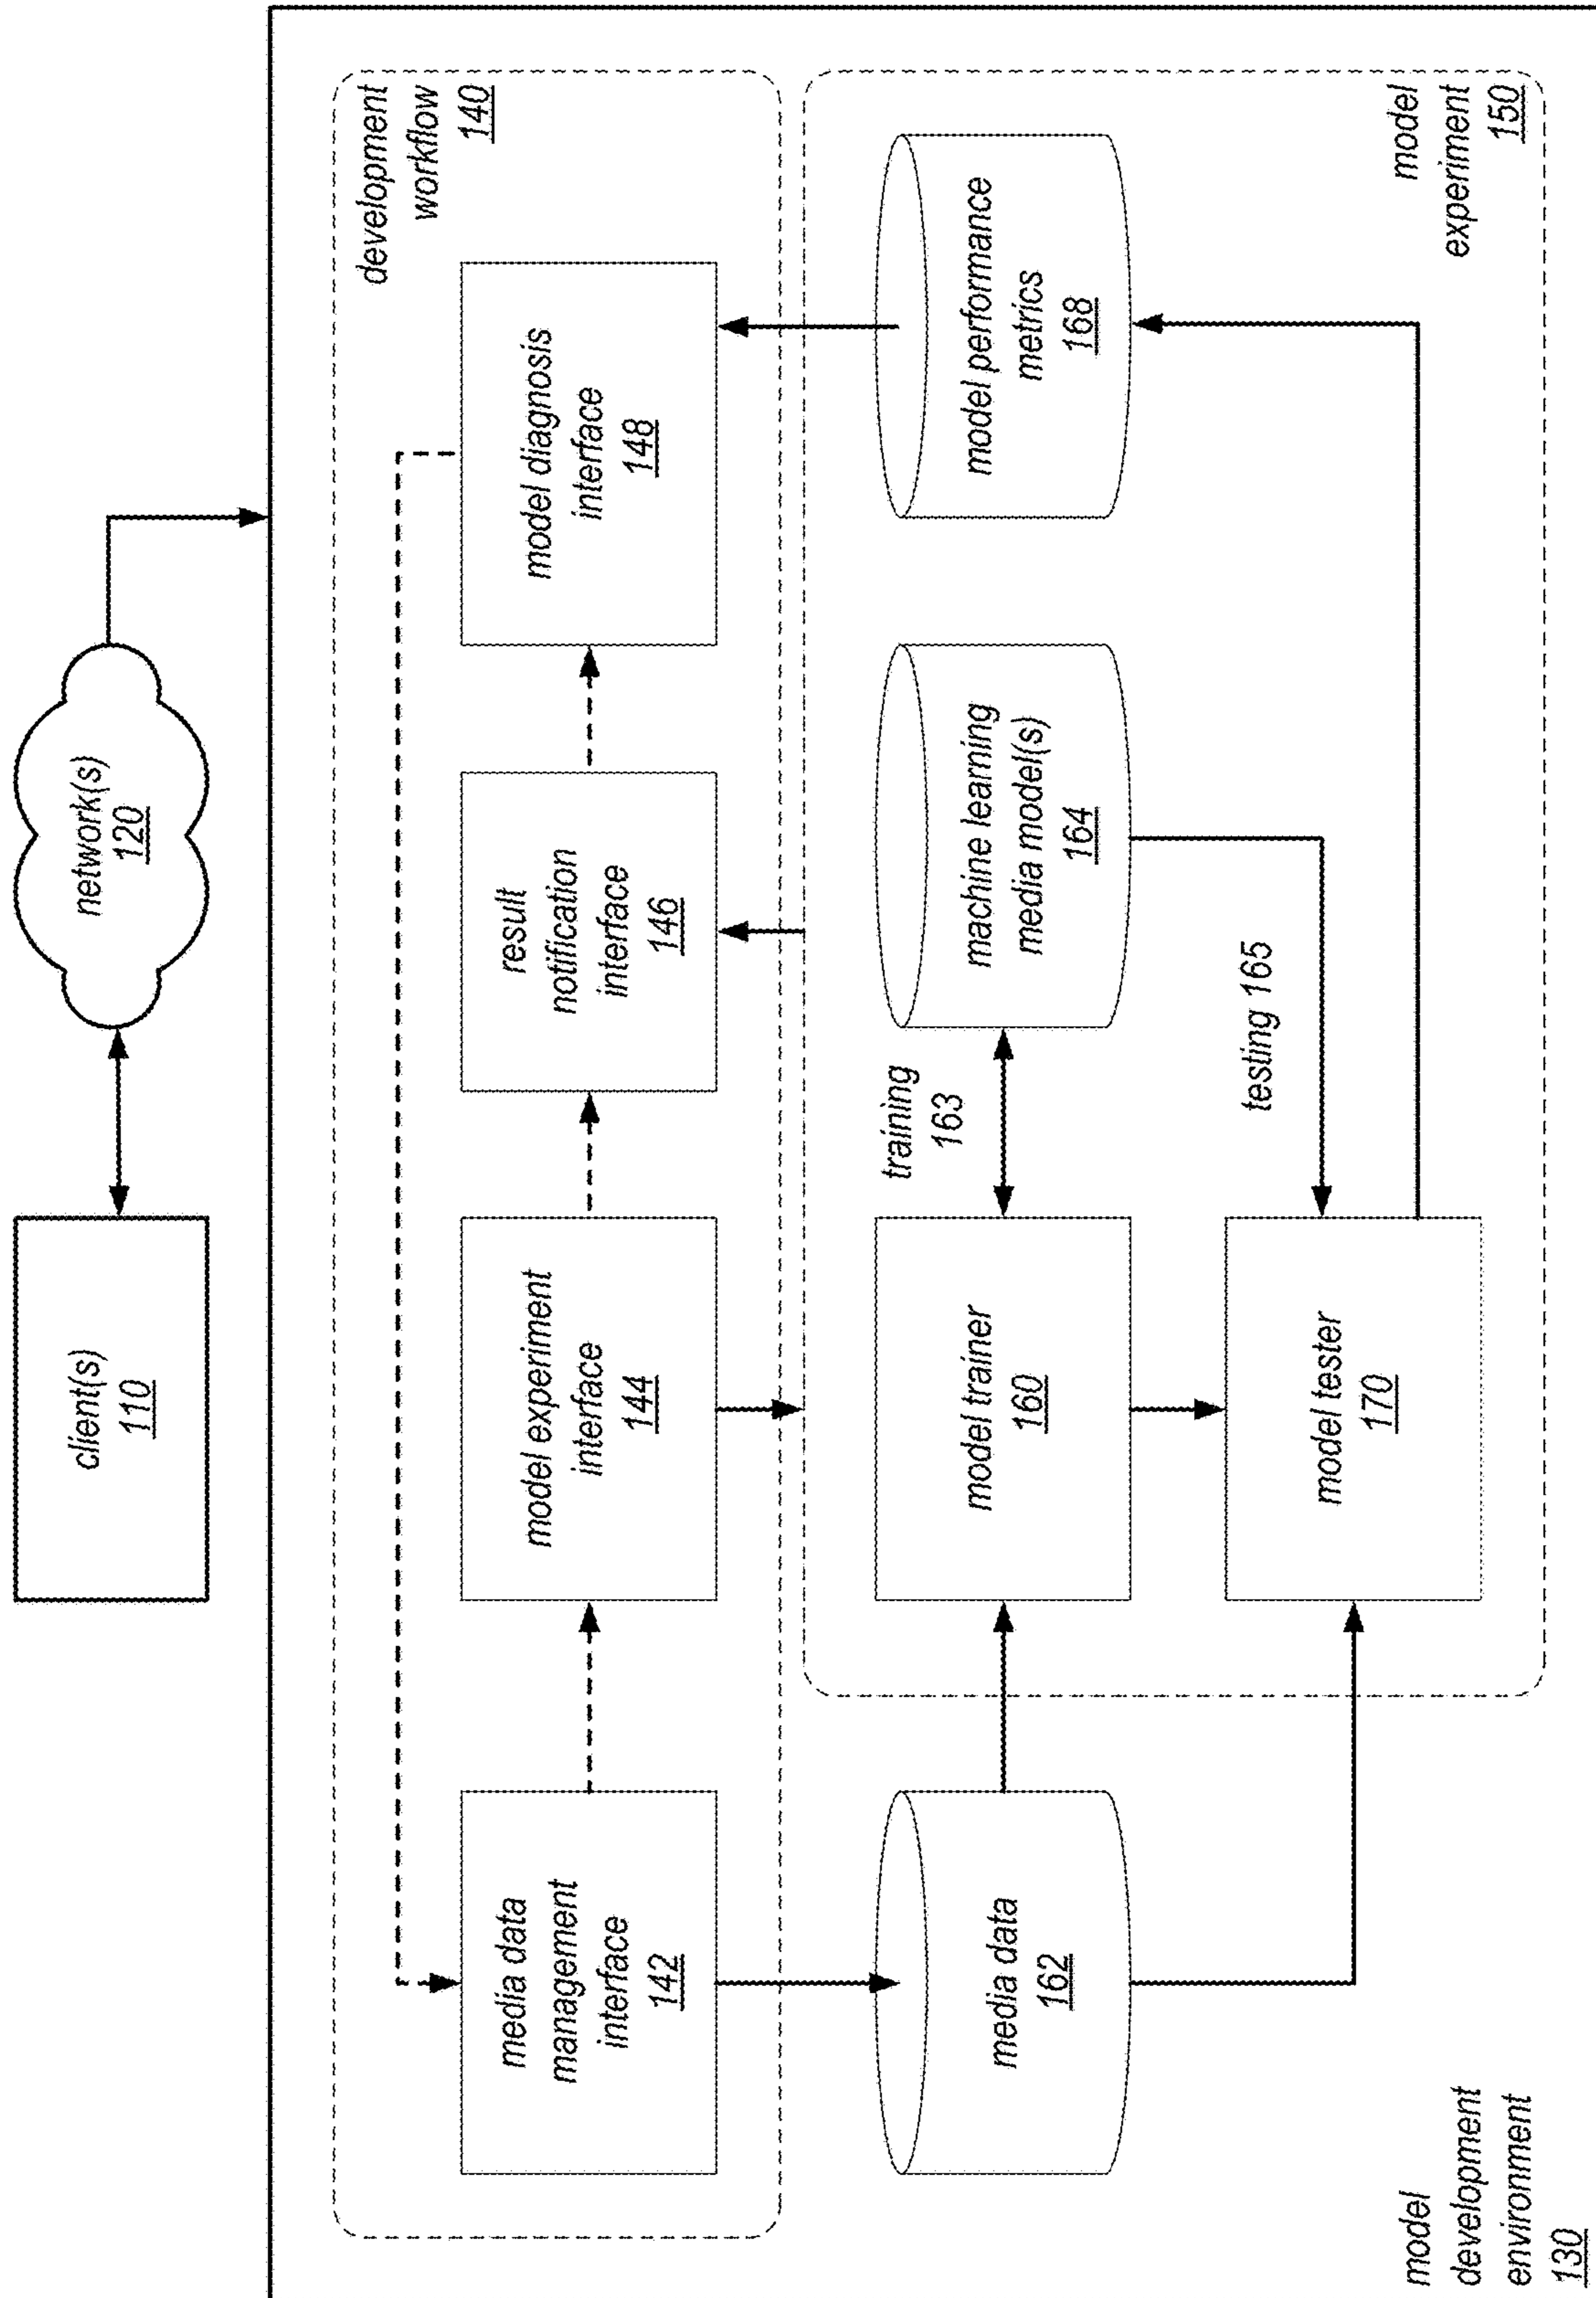 client(s)
110
network(s)
120
development
workflow
140
media data
management
interface
142
model experiment
interface
144
result
notification
interface
146
model diagnosis
interface
148
media data
162
model trainer
160
training
163
machine learning
media model(s)
164
model performance
metrics
168
model tester
170
testing 165
model
experiment
150
model
development
environment
130